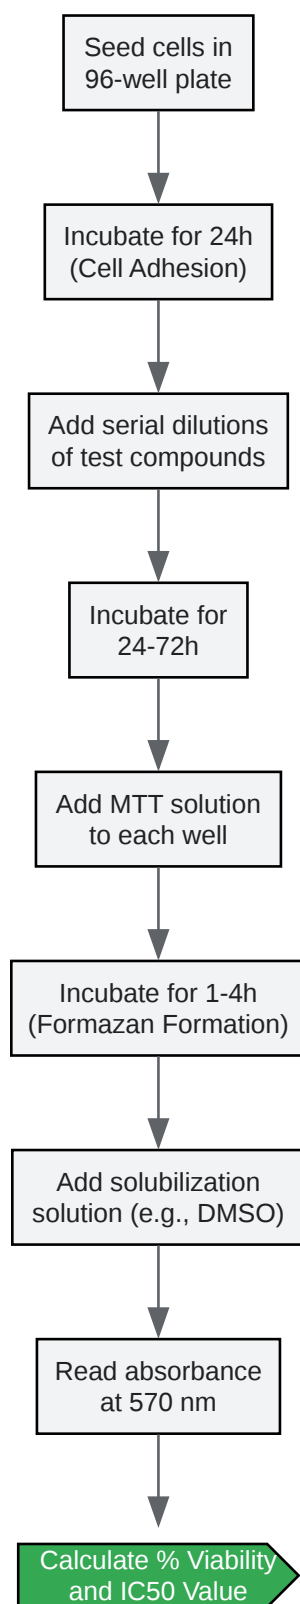 Seed cells in
96-well plate
Incubate for 24h
(Cell Adhesion)
Add serial dilutions
of test compounds
Incubate for
24-72h
Add MTT solution
to each well
Incubate for 1-4h
(Formazan Formation)
Add solubilization
solution (e.g., DMSO)
Read absorbance
at 570 nm
Calculate % Viability
and IC50 Value